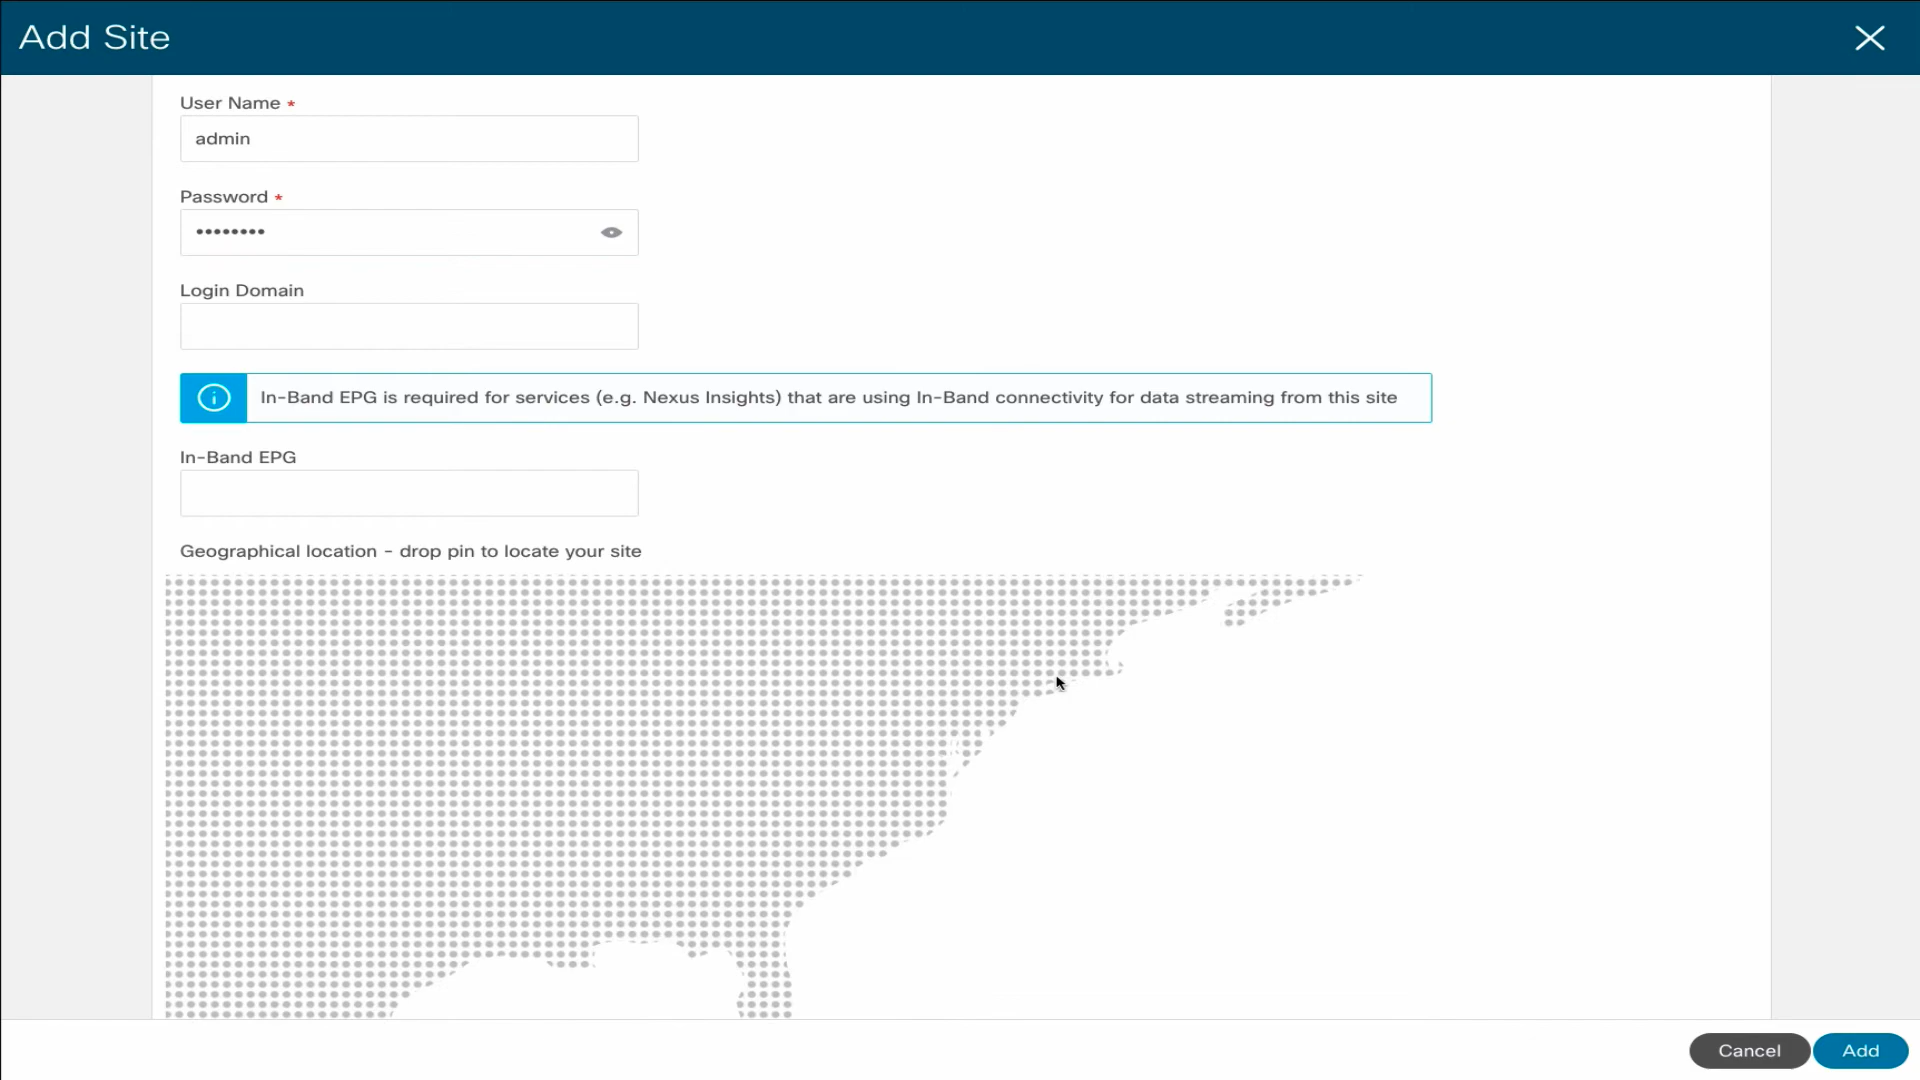 Add Site
User Name *
admin
Password *
••••••••
Login Domain
In-Band EPG is required for services (e.g. Nexus Insights) that are using In-Band connectivity for data streaming from this site
In-Band EPG
Geographical location - drop pin to locate your site
Cancel
Add